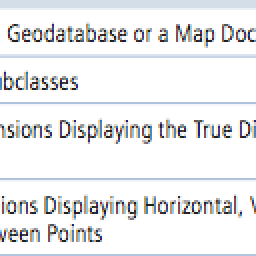 Geodatabase or a Map Doc
bclasses
nsions Displaying the True Di
ions Displaying Horizontal, V
ween Points